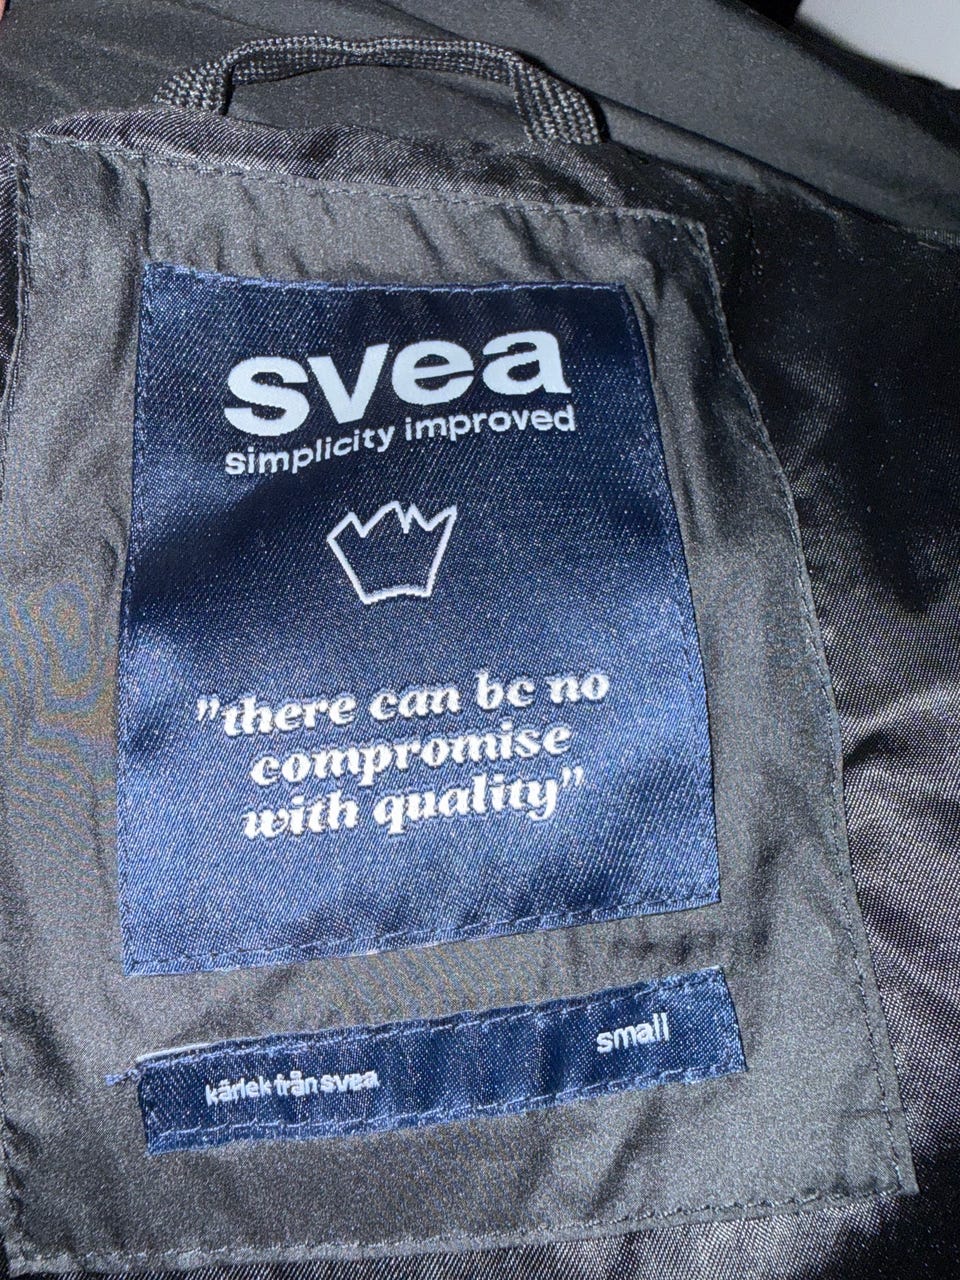 svea
simplicity improved
"there can be no
compromise
with quality"
kärlek från svea
small